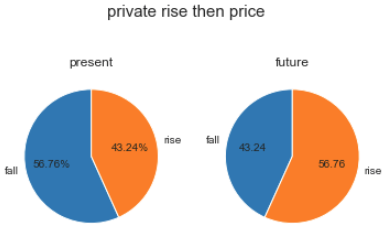 private rise then price
present
future
fall
56.76%
43.24%
rise
fall
43.24
56.76
rise